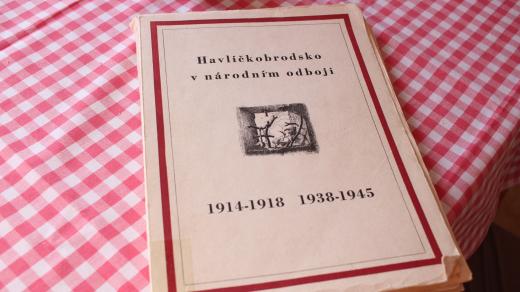 Havlíčkobrodsko
v národním odboji
1914-1918 1938-1945